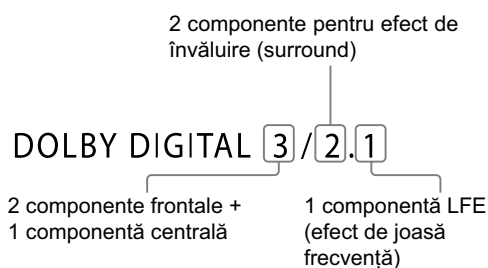 2 componente pentru efect de
învăluire (surround)
DOLBY DIGITAL 3/2.1
2 componente frontale +
1 componentă centrală
1 componentă LFE
(efect de joasă
frecvență)